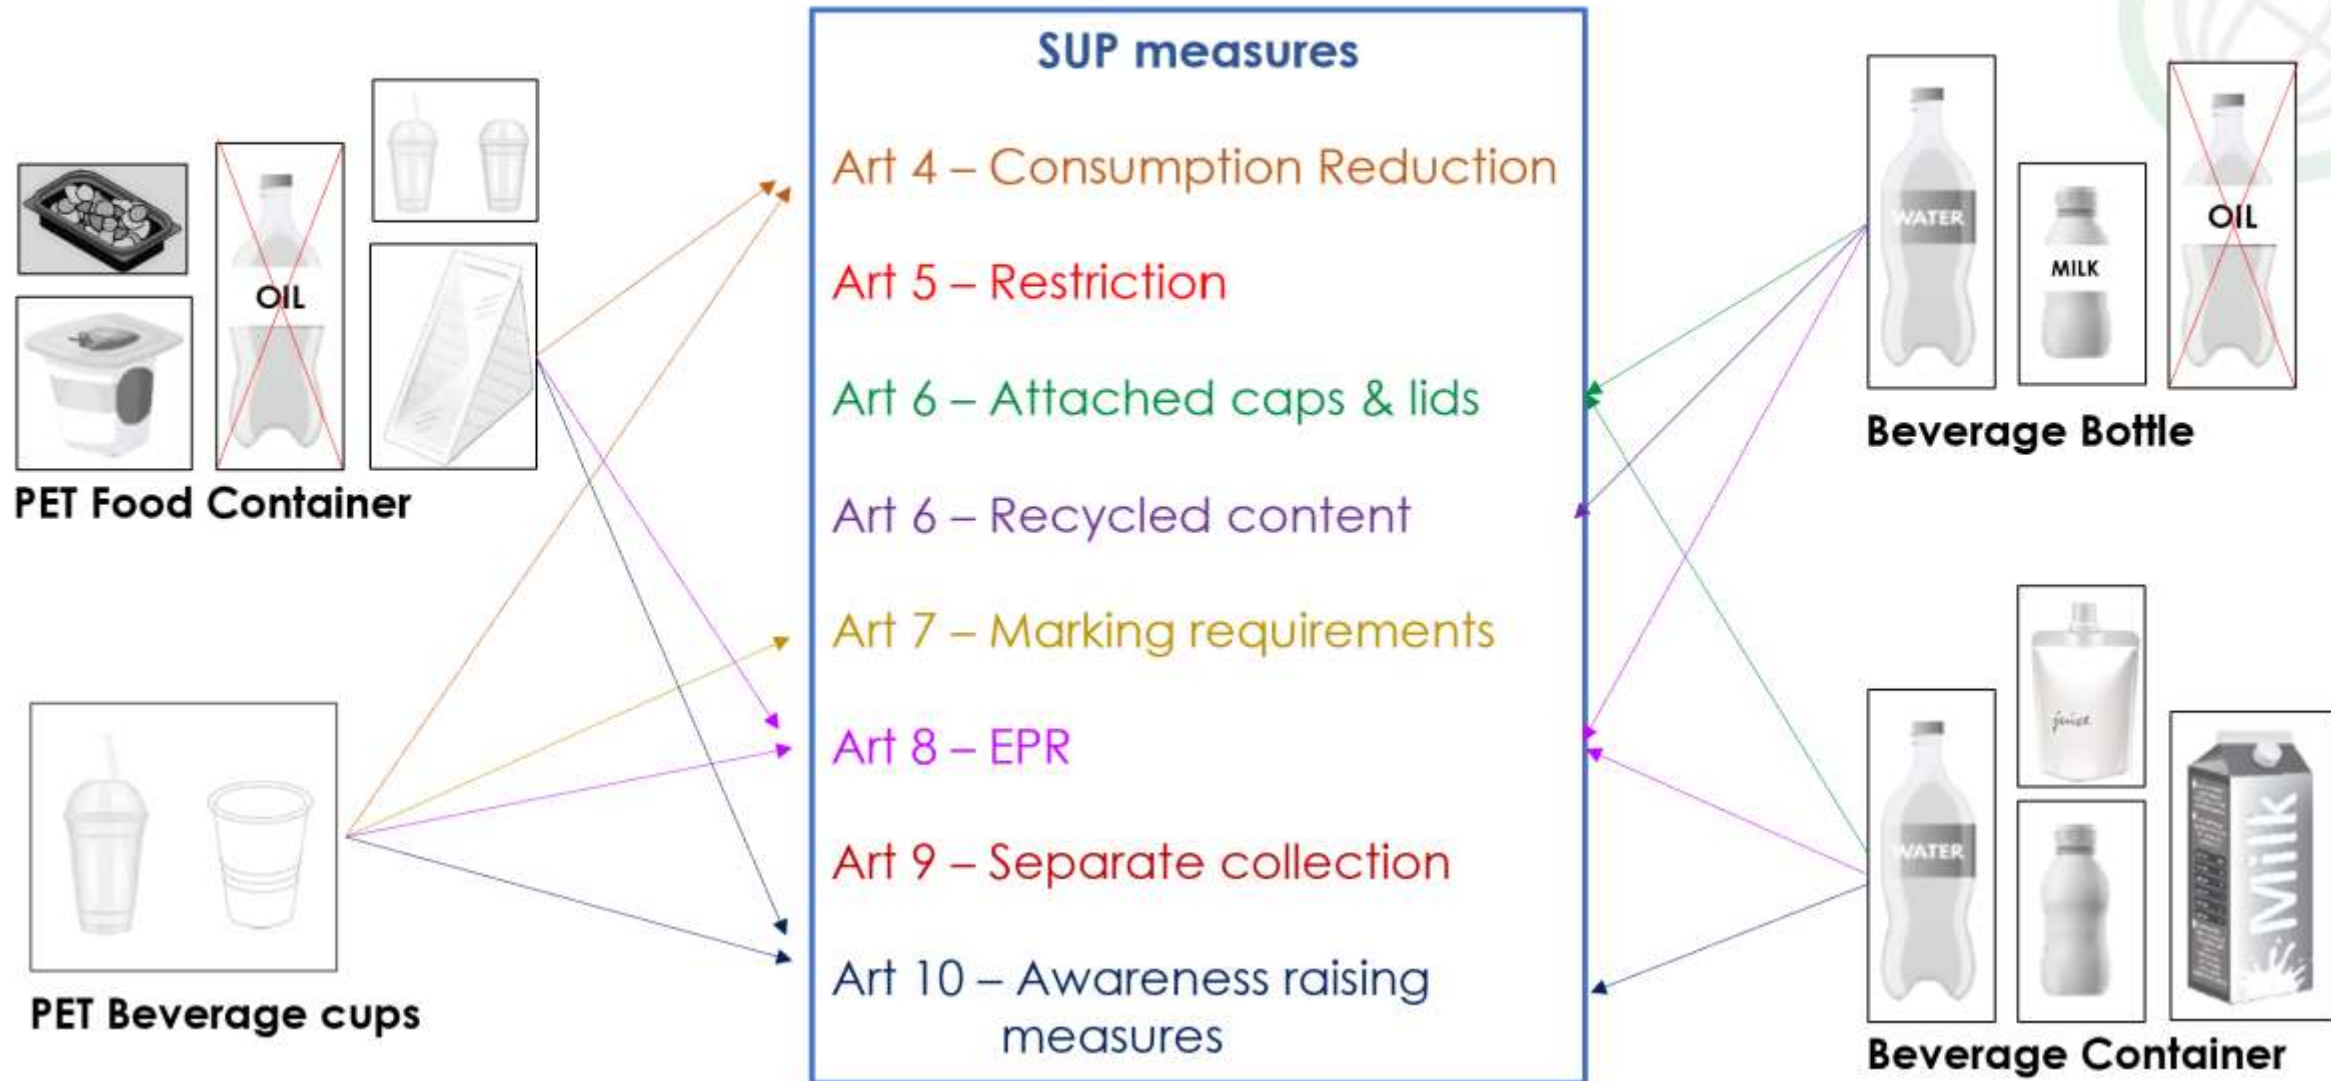 SUP measures
Art 4 – Consumption Reduction
Art 5 – Restriction
Art 6 – Attached caps & lids
Art 6 – Recycled content
Art 7 – Marking requirements
Art 8 – EPR
Art 9 – Separate collection
Art 10 – Awareness raising
measures
OIL
PET Food Container
PET Beverage cups
WATER
MILK
OIL
Beverage Bottle
juice
WATER
Milk
Beverage Container